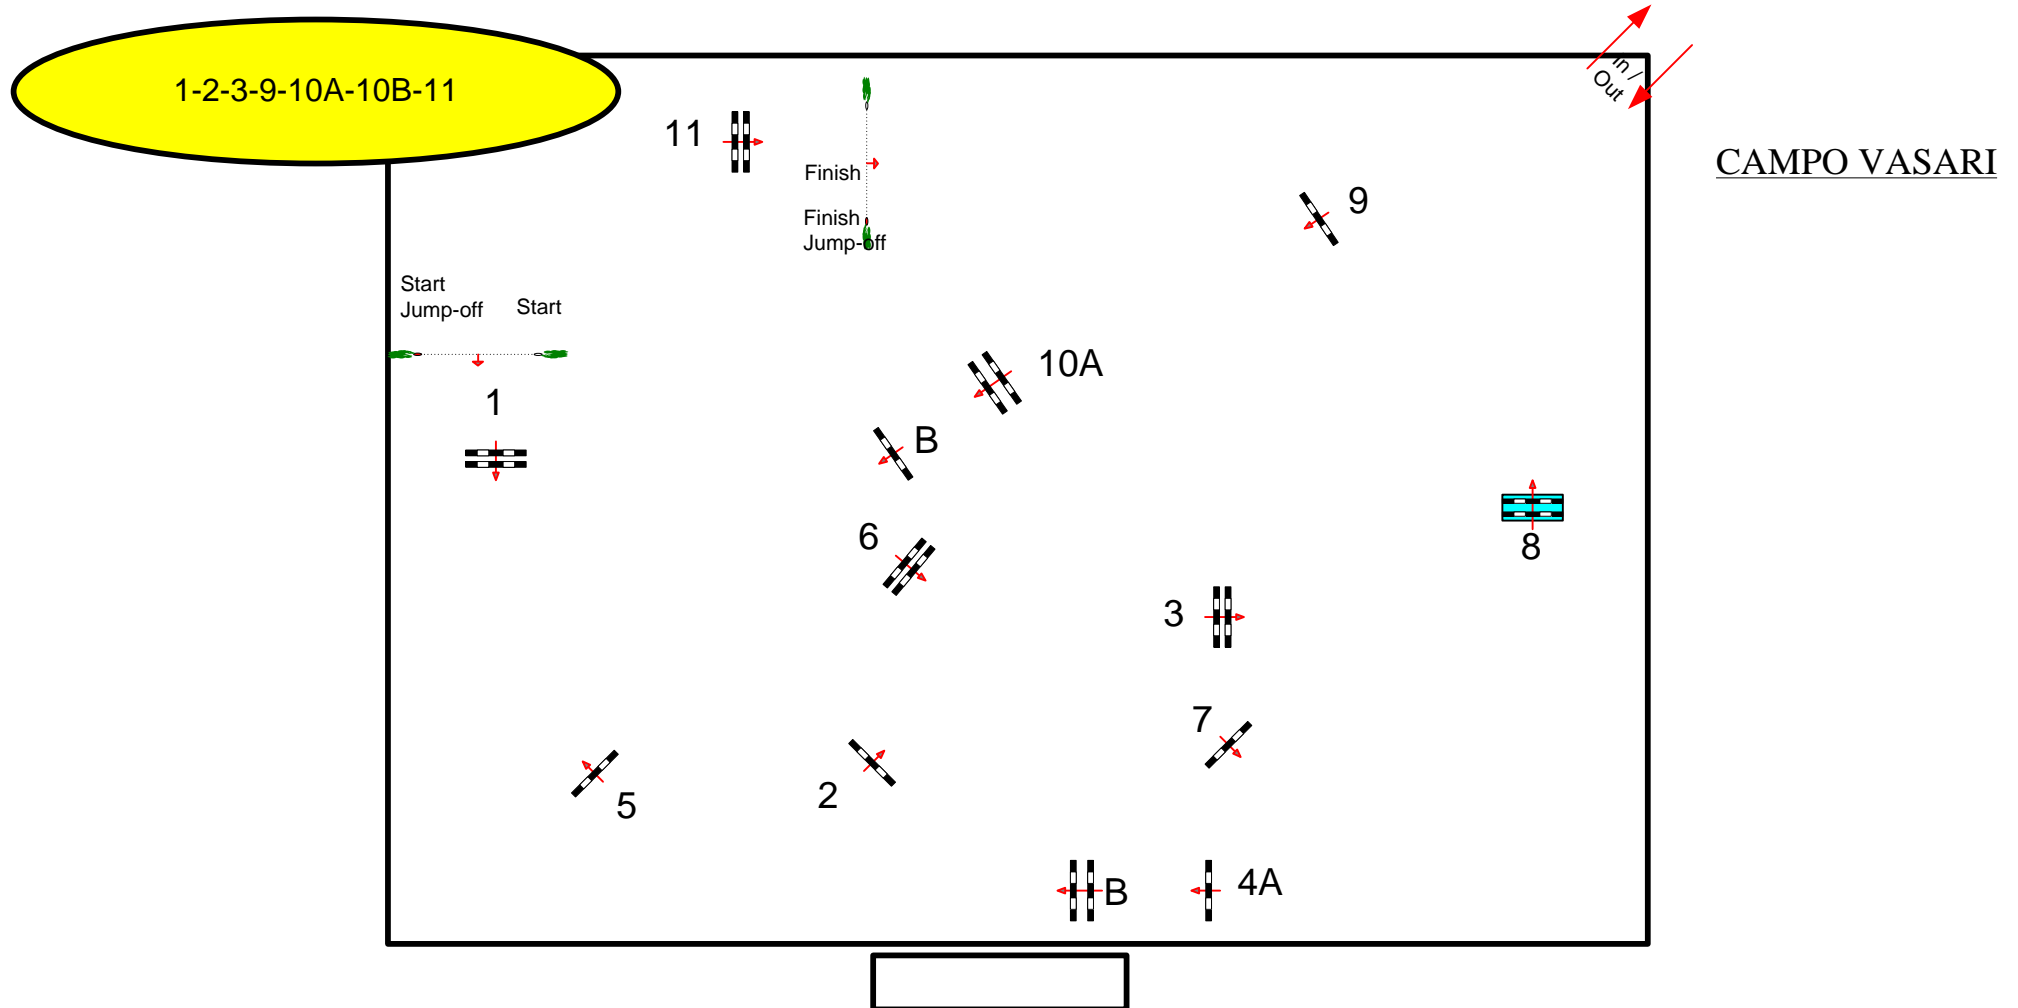 1-2-3-9-10A-10B-11
In /
Out
11
CAMPO VASARI
Finish
9
Finish
Jump-off
Start
Jump-off
Start
10A
1
B
6
8
3
7
2
5
4A
B